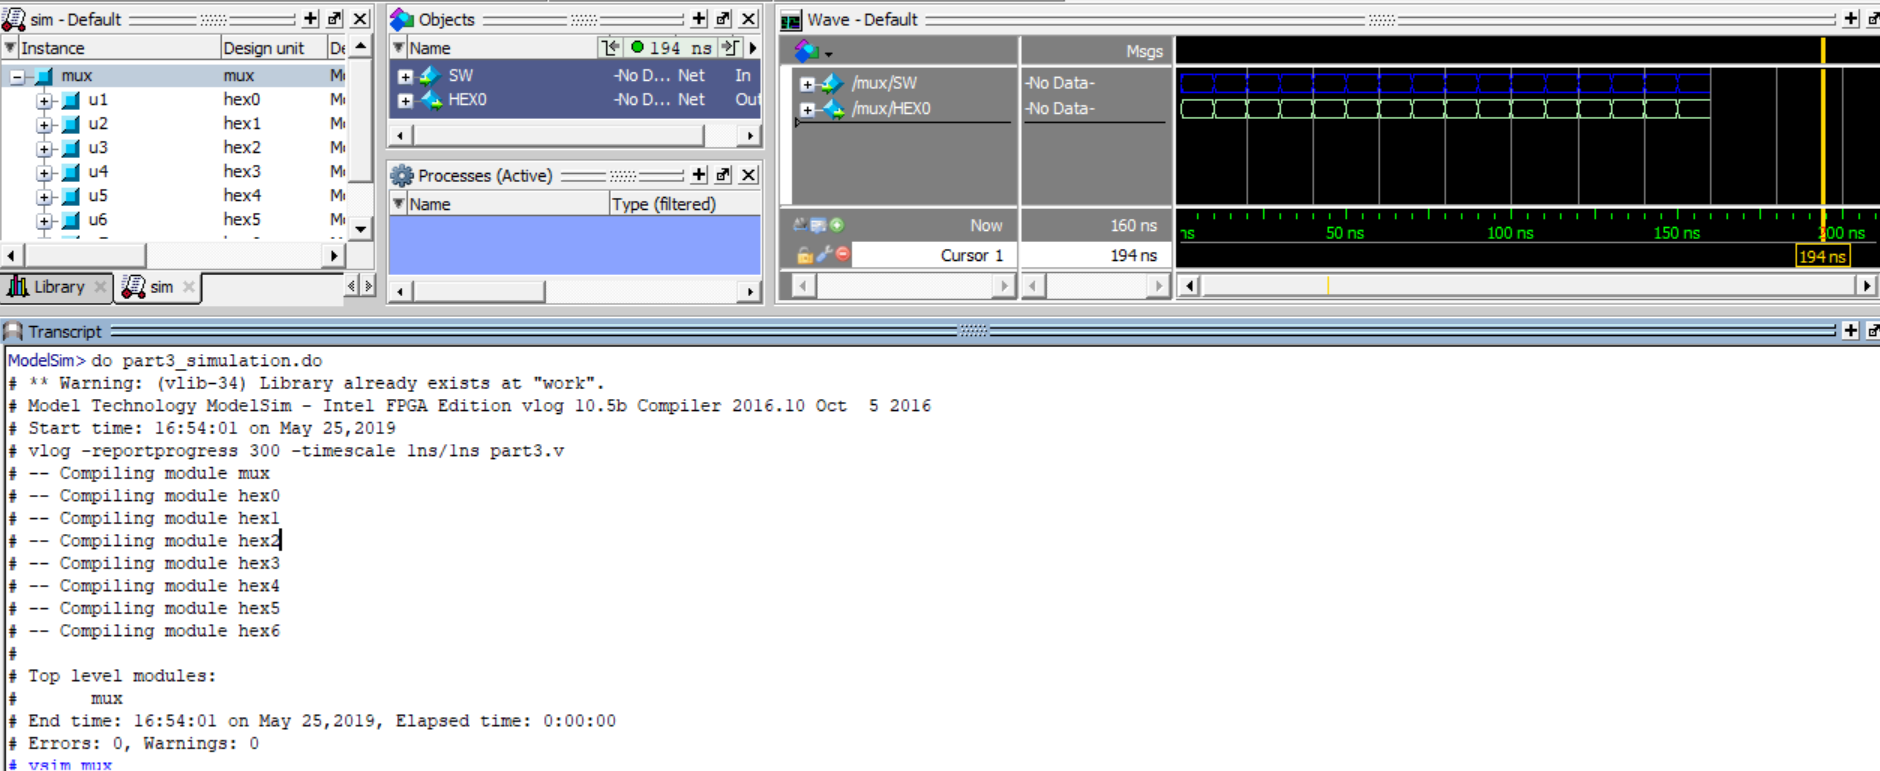 sim - Default
Instance Design unit De
mux mux Mo
u1 hex0 Mo
u2 hex1 Mo
u3 hex2 Mo
u4 hex3 Mo
u5 hex4 Mo
u6 hex5 Mo
Library sim
Objects
Name 194 ns
SW -No D... Net In
HEX0 -No D... Net Out
Processes (Active)
Name Type (filtered)
Wave - Default
Msgs
/mux/SW -No Data-
/mux/HEX0 -No Data-
Now 160 ns
Cursor 1 194 ns
ns 50 ns 100 ns 150 ns 200 ns
194 ns
Transcript
ModelSim> do part3_simulation.do
# ** Warning: (vlib-34) Library already exists at "work".
# Model Technology ModelSim - Intel FPGA Edition vlog 10.5b Compiler 2016.10 Oct  5 2016
# Start time: 16:54:01 on May 25,2019
# vlog -reportprogress 300 -timescale 1ns/1ns part3.v
# -- Compiling module mux
# -- Compiling module hex0
# -- Compiling module hex1
# -- Compiling module hex2
# -- Compiling module hex3
# -- Compiling module hex4
# -- Compiling module hex5
# -- Compiling module hex6
#
# Top level modules:
#       mux
# End time: 16:54:01 on May 25,2019, Elapsed time: 0:00:00
# Errors: 0, Warnings: 0
# vsim mux